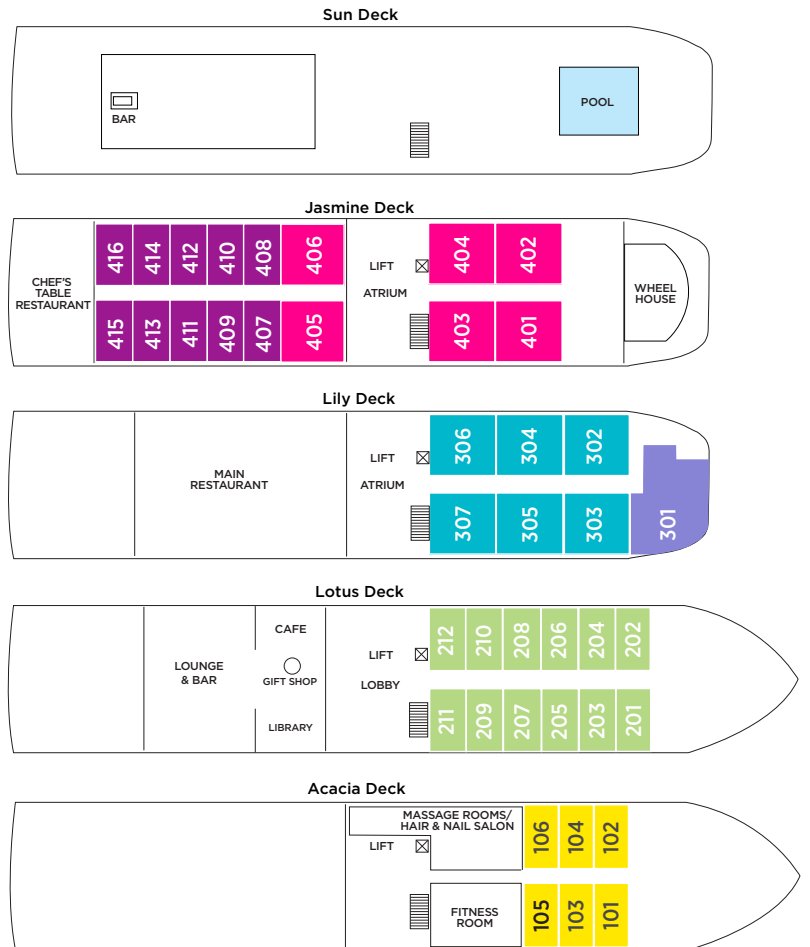 Sun Deck
BAR
POOL
Jasmine Deck
416 414 412 410 408 406
404 402
CHEF'S
TABLE
RESTAURANT
LIFT
ATRIUM
WHEEL
HOUSE
415 413 411 409 407 405
403 401
Lily Deck
306 304 302
MAIN
RESTAURANT
LIFT
ATRIUM
307 305 303 301
Lotus Deck
CAFE
212 210 208 206 204 202
LOUNGE
& BAR
GIFT SHOP
LIFT
LOBBY
LIBRARY
211 209 207 205 203 201
Acacia Deck
MASSAGE ROOMS/
HAIR & NAIL SALON
LIFT
106 104 102
FITNESS
ROOM
105 103 101